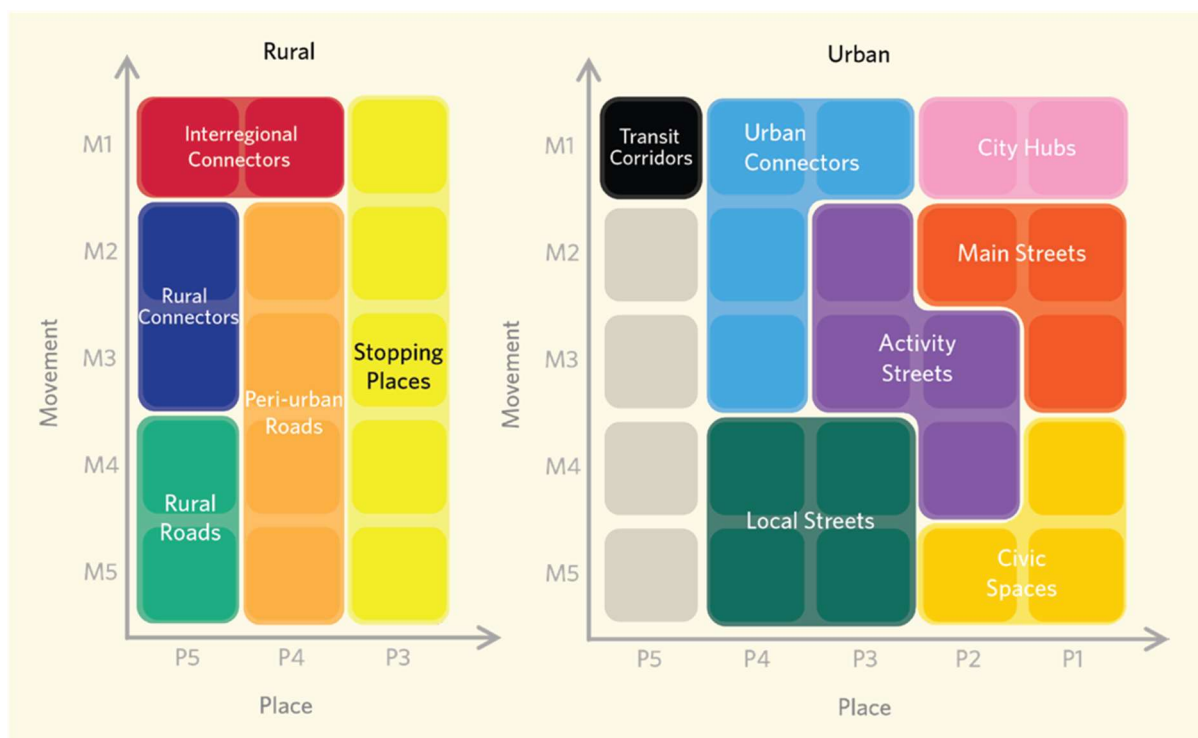 Rural
Movement
M1
M2
M3
M4
M5
Interregional
Connectors
Rural
Connectors
Peri-urban
Roads
Stopping
Places
Rural
Roads
P5
P4
P3
Place
Urban
Movement
M1
M2
M3
M4
M5
Transit
Corridors
Urban
Connectors
City Hubs
Main Streets
Activity
Streets
Local Streets
Civic
Spaces
P5
P4
P3
P2
P1
Place